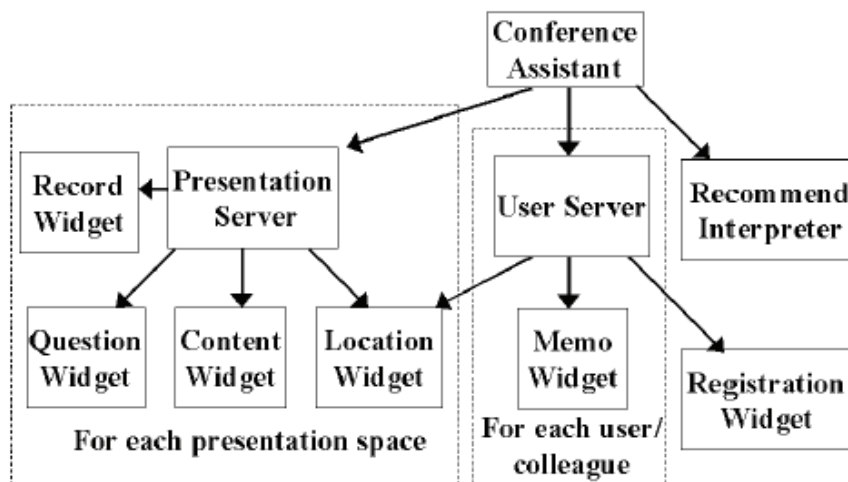 Conference
Assistant
Record
Widget
Presentation
Server
User Server
Recommend
Interpreter
Question
Widget
Content
Widget
Location
Widget
Memo
Widget
Registration
Widget
For each presentation space
For each user/
colleague